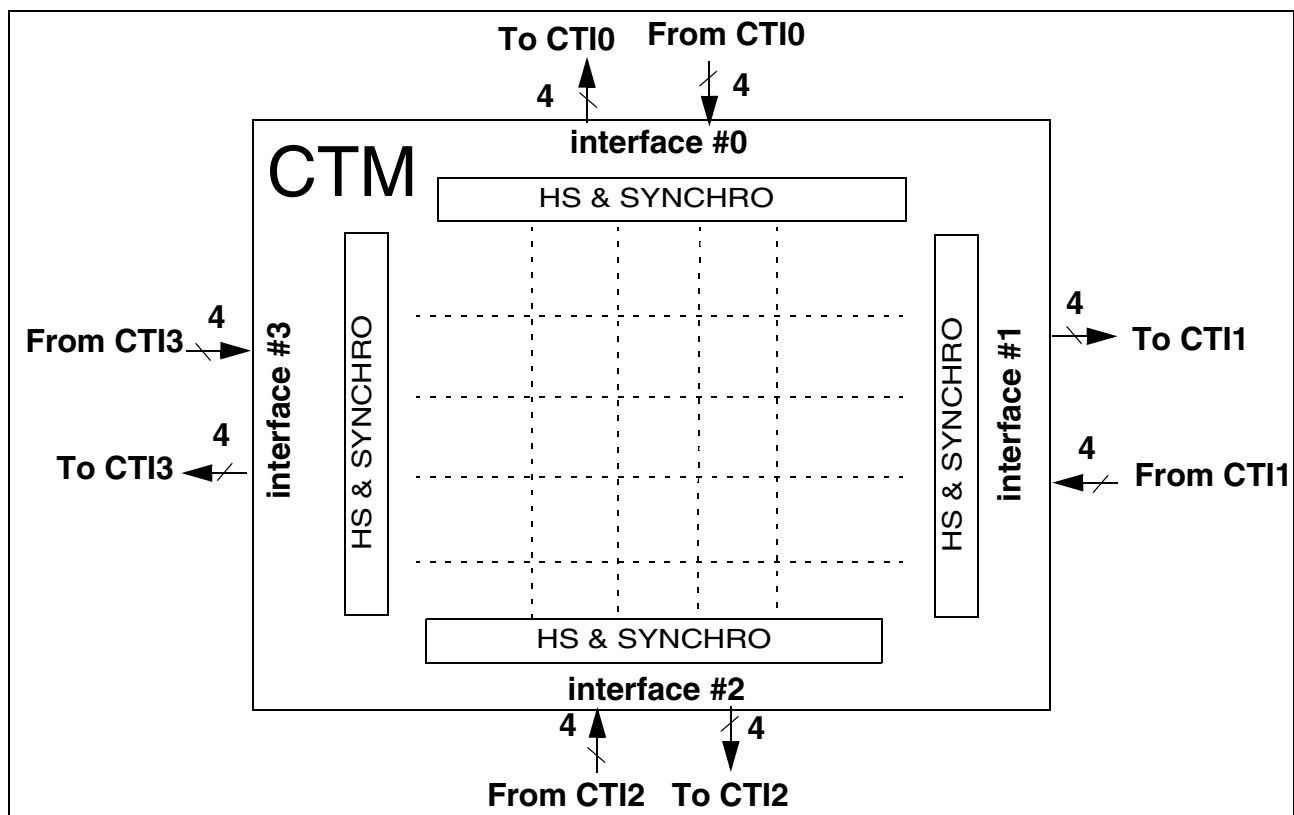 To CTI0 From CTI0
4 4
interface #0
CTM
HS & SYNCHRO
4
From CTI3
4
To CTI3
interface #3
HS & SYNCHRO
HS & SYNCHRO
interface #1
4
To CTI1
4
From CTI1
HS & SYNCHRO
interface #2
4 4
From CTI2 To CTI2